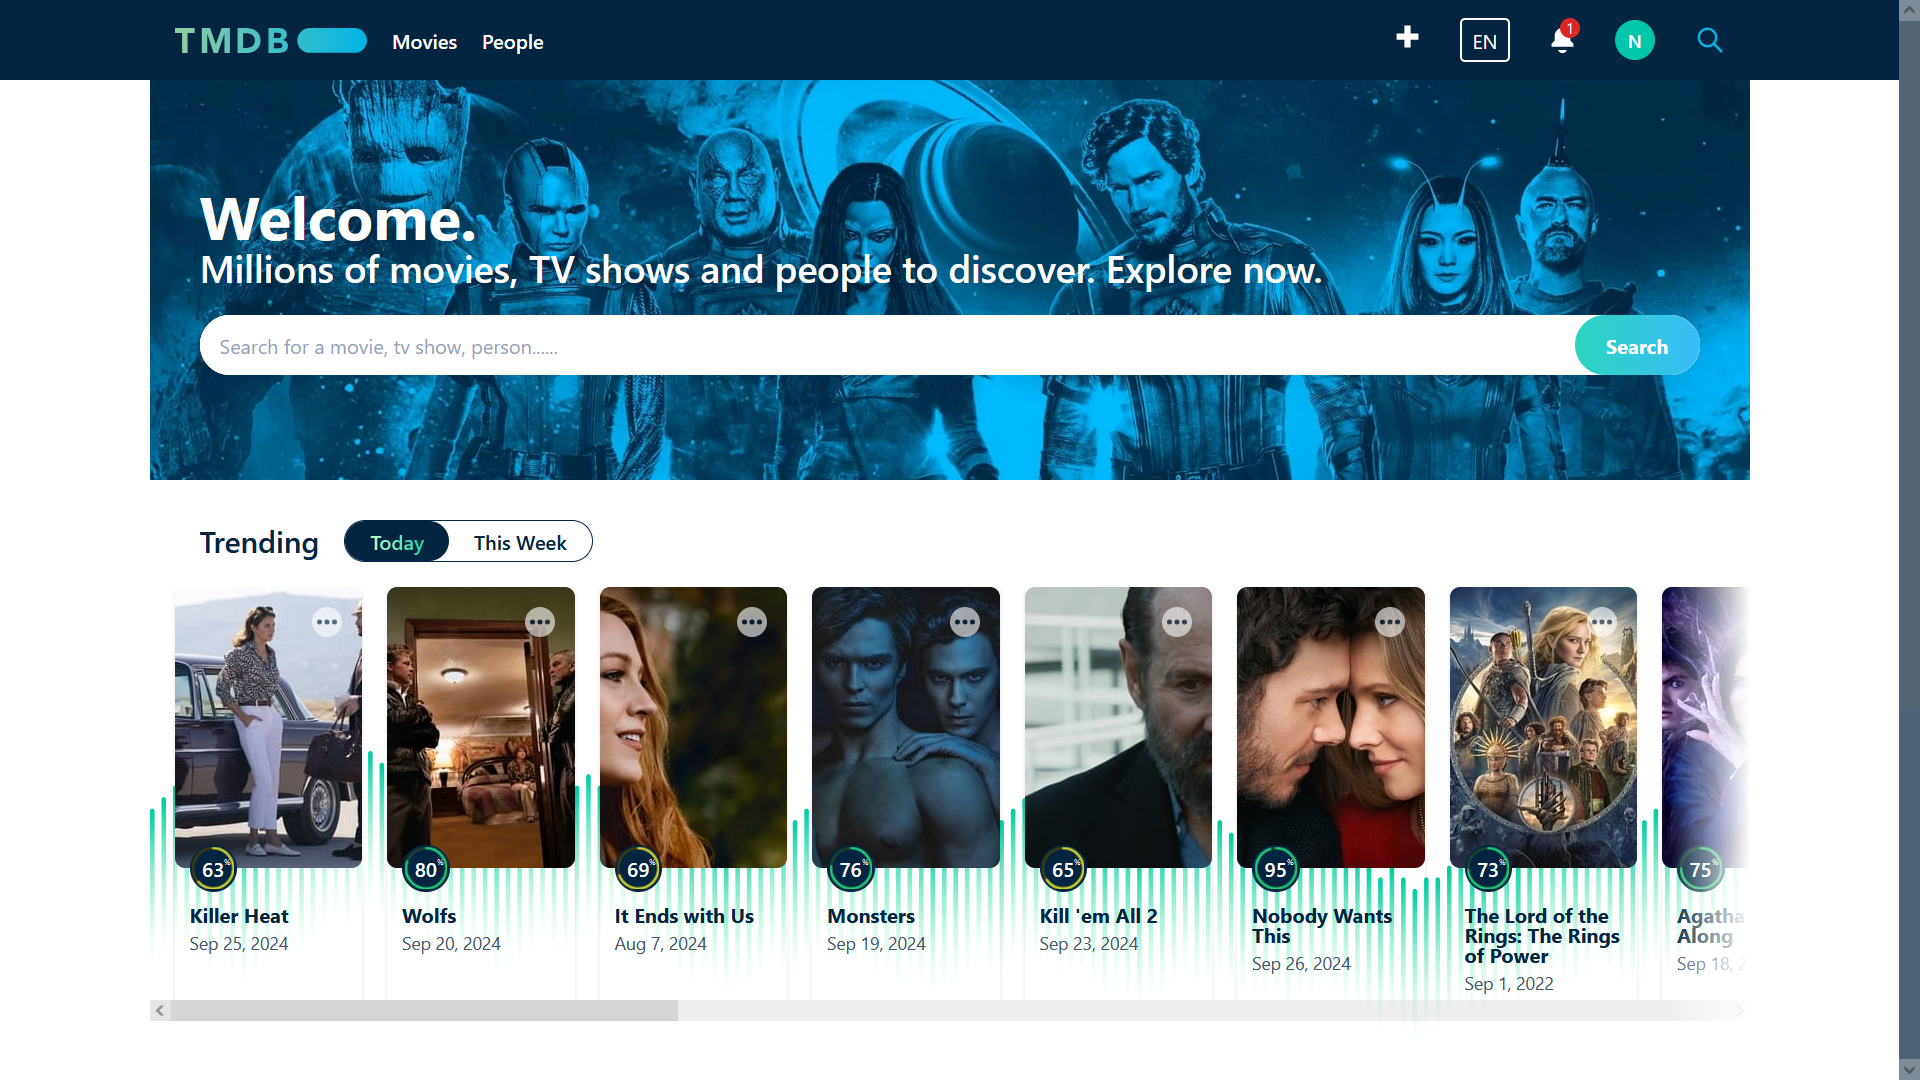 TMDB Movies People EN 1 N
Welcome.
Millions of movies, TV shows and people to discover. Explore now.
Search for a movie, tv show, person...... Search
Trending Today This Week
63% 80% 69% 76% 65% 95% 73% 75%
Killer Heat
Sep 25, 2024
Wolfs
Sep 20, 2024
It Ends with Us
Aug 7, 2024
Monsters
Sep 19, 2024
Kill 'em All 2
Sep 23, 2024
Nobody Wants
This
Sep 26, 2024
The Lord of the
Rings: The Rings
of Power
Sep 1, 2022
Agatha
Along
Sep 18, 2